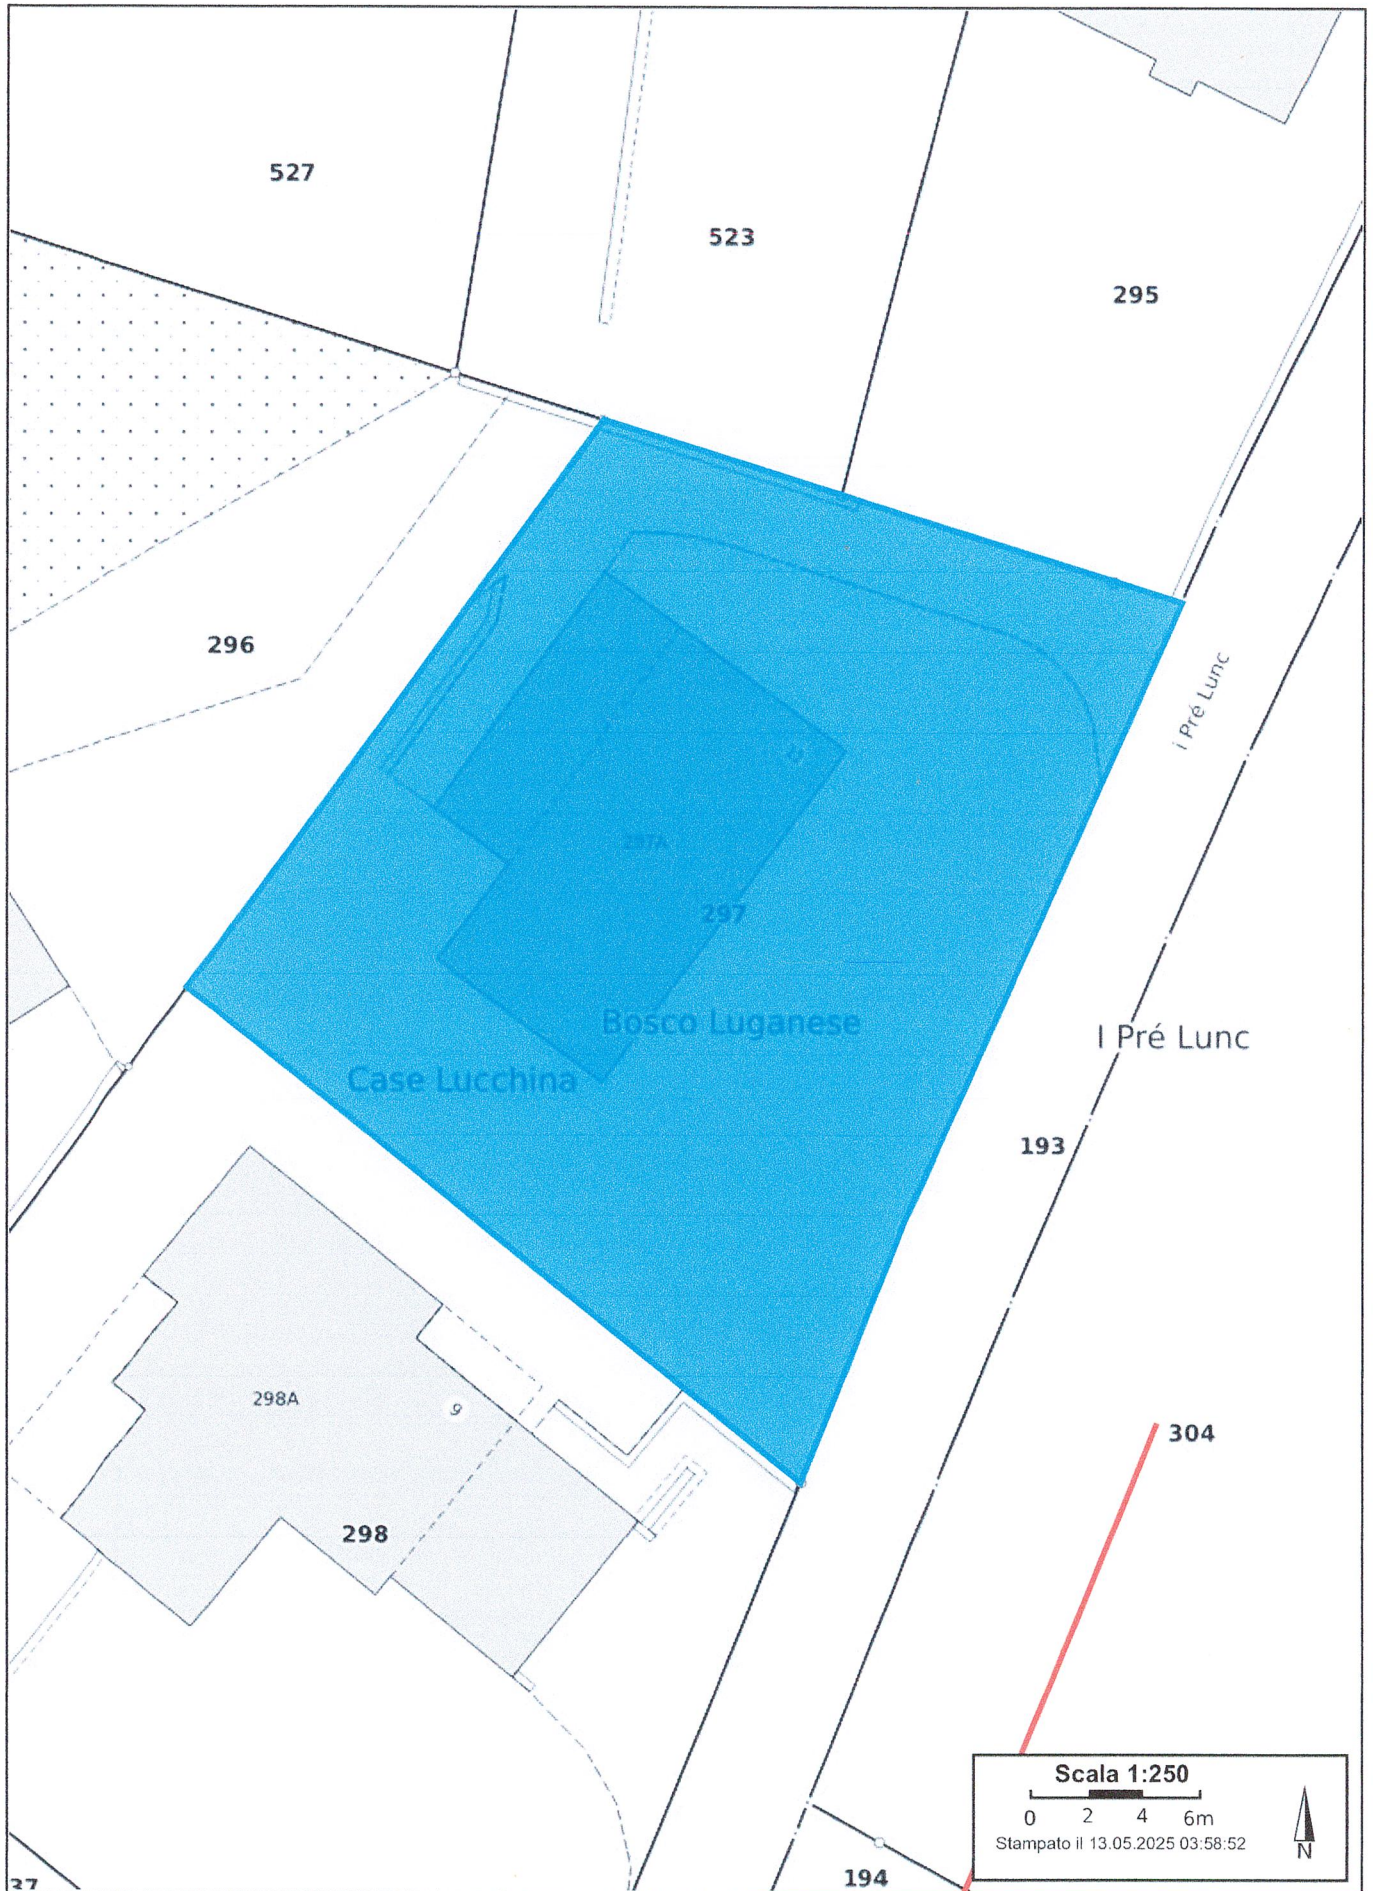 527
523
295
296
i Pré Lunc
297A
297
Bosco Luganese
I Pré Lunc
Case Lucchina
193
298A
9
304
298
Scala 1:250
0 2 4 6m
Stampato il 13.05.2025 03:58:52
N
194
37